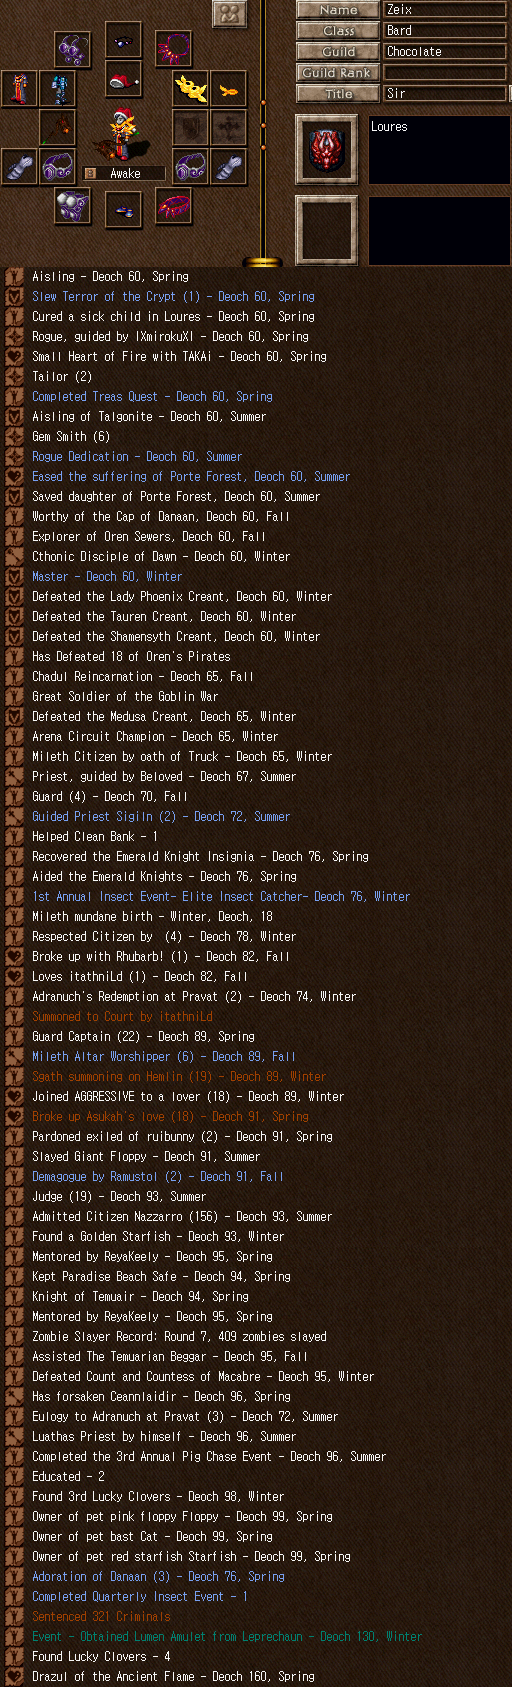 Name Zeix
Class Bard
Guild Chocolate
Guild Rank
Title Sir
Loures
Awake
Aisling - Deoch 60, Spring
Slew Terror of the Crypt (1) - Deoch 60, Spring
Cured a sick child in Loures - Deoch 60, Spring
Rogue, guided by IXmirokuXI - Deoch 60, Spring
Small Heart of Fire with TAKAi - Deoch 60, Spring
Tailor (2)
Completed Treas Quest - Deoch 60, Spring
Aisling of Talgonite - Deoch 60, Summer
Gem Smith (6)
Rogue Dedication - Deoch 60, Summer
Eased the suffering of Porte Forest, Deoch 60, Summer
Saved daughter of Porte Forest, Deoch 60, Summer
Worthy of the Cap of Danaan, Deoch 60, Fall
Explorer of Oren Sewers, Deoch 60, Fall
Cthonic Disciple of Dawn - Deoch 60, Winter
Master - Deoch 60, Winter
Defeated the Lady Phoenix Creant, Deoch 60, Winter
Defeated the Tauren Creant, Deoch 60, Winter
Defeated the Shamensyth Creant, Deoch 60, Winter
Has Defeated 18 of Oren's Pirates
Chadul Reincarnation - Deoch 65, Fall
Great Soldier of the Goblin War
Defeated the Medusa Creant, Deoch 65, Winter
Arena Circuit Champion - Deoch 65, Winter
Mileth Citizen by oath of Truck - Deoch 65, Winter
Priest, guided by Beloved - Deoch 67, Summer
Guard (4) - Deoch 70, Fall
Guided Priest Sigiln (2) - Deoch 72, Summer
Helped Clean Bank - 1
Recovered the Emerald Knight Insignia - Deoch 76, Spring
Aided the Emerald Knights - Deoch 76, Spring
1st Annual Insect Event- Elite Insect Catcher- Deoch 76, Winter
Mileth mundane birth - Winter, Deoch, 18
Respected Citizen by  (4) - Deoch 78, Winter
Broke up with Rhubarb! (1) - Deoch 82, Fall
Loves itathniLd (1) - Deoch 82, Fall
Adranuch's Redemption at Pravat (2) - Deoch 74, Winter
Summoned to Court by itathniLd
Guard Captain (22) - Deoch 89, Spring
Mileth Altar Worshipper (6) - Deoch 89, Fall
Sgath summoning on Hemlin (19) - Deoch 89, Winter
Joined AGGRESSIVE to a lover (18) - Deoch 89, Winter
Broke up Asukah's love (18) - Deoch 91, Spring
Pardoned exiled of ruibunny (2) - Deoch 91, Spring
Slayed Giant Floppy - Deoch 91, Summer
Demagogue by Ramustol (2) - Deoch 91, Fall
Judge (19) - Deoch 93, Summer
Admitted Citizen Nazzarro (156) - Deoch 93, Summer
Found a Golden Starfish - Deoch 93, Winter
Mentored by ReyaKeely - Deoch 95, Spring
Kept Paradise Beach Safe - Deoch 94, Spring
Knight of Temuair - Deoch 94, Spring
Mentored by ReyaKeely - Deoch 95, Spring
Zombie Slayer Record: Round 7, 409 zombies slayed
Assisted The Temuarian Beggar - Deoch 95, Fall
Defeated Count and Countess of Macabre - Deoch 95, Winter
Has forsaken Ceannlaidir - Deoch 96, Spring
Eulogy to Adranuch at Pravat (3) - Deoch 72, Summer
Luathas Priest by himself - Deoch 96, Summer
Completed the 3rd Annual Pig Chase Event - Deoch 96, Summer
Educated - 2
Found 3rd Lucky Clovers - Deoch 98, Winter
Owner of pet pink floppy Floppy - Deoch 99, Spring
Owner of pet bast Cat - Deoch 99, Spring
Owner of pet red starfish Starfish - Deoch 99, Spring
Adoration of Danaan (3) - Deoch 76, Spring
Completed Quarterly Insect Event - 1
Sentenced 321 Criminals
Event - Obtained Lumen Amulet from Leprechaun - Deoch 130, Winter
Found Lucky Clovers - 4
Drazul of the Ancient Flame - Deoch 160, Spring